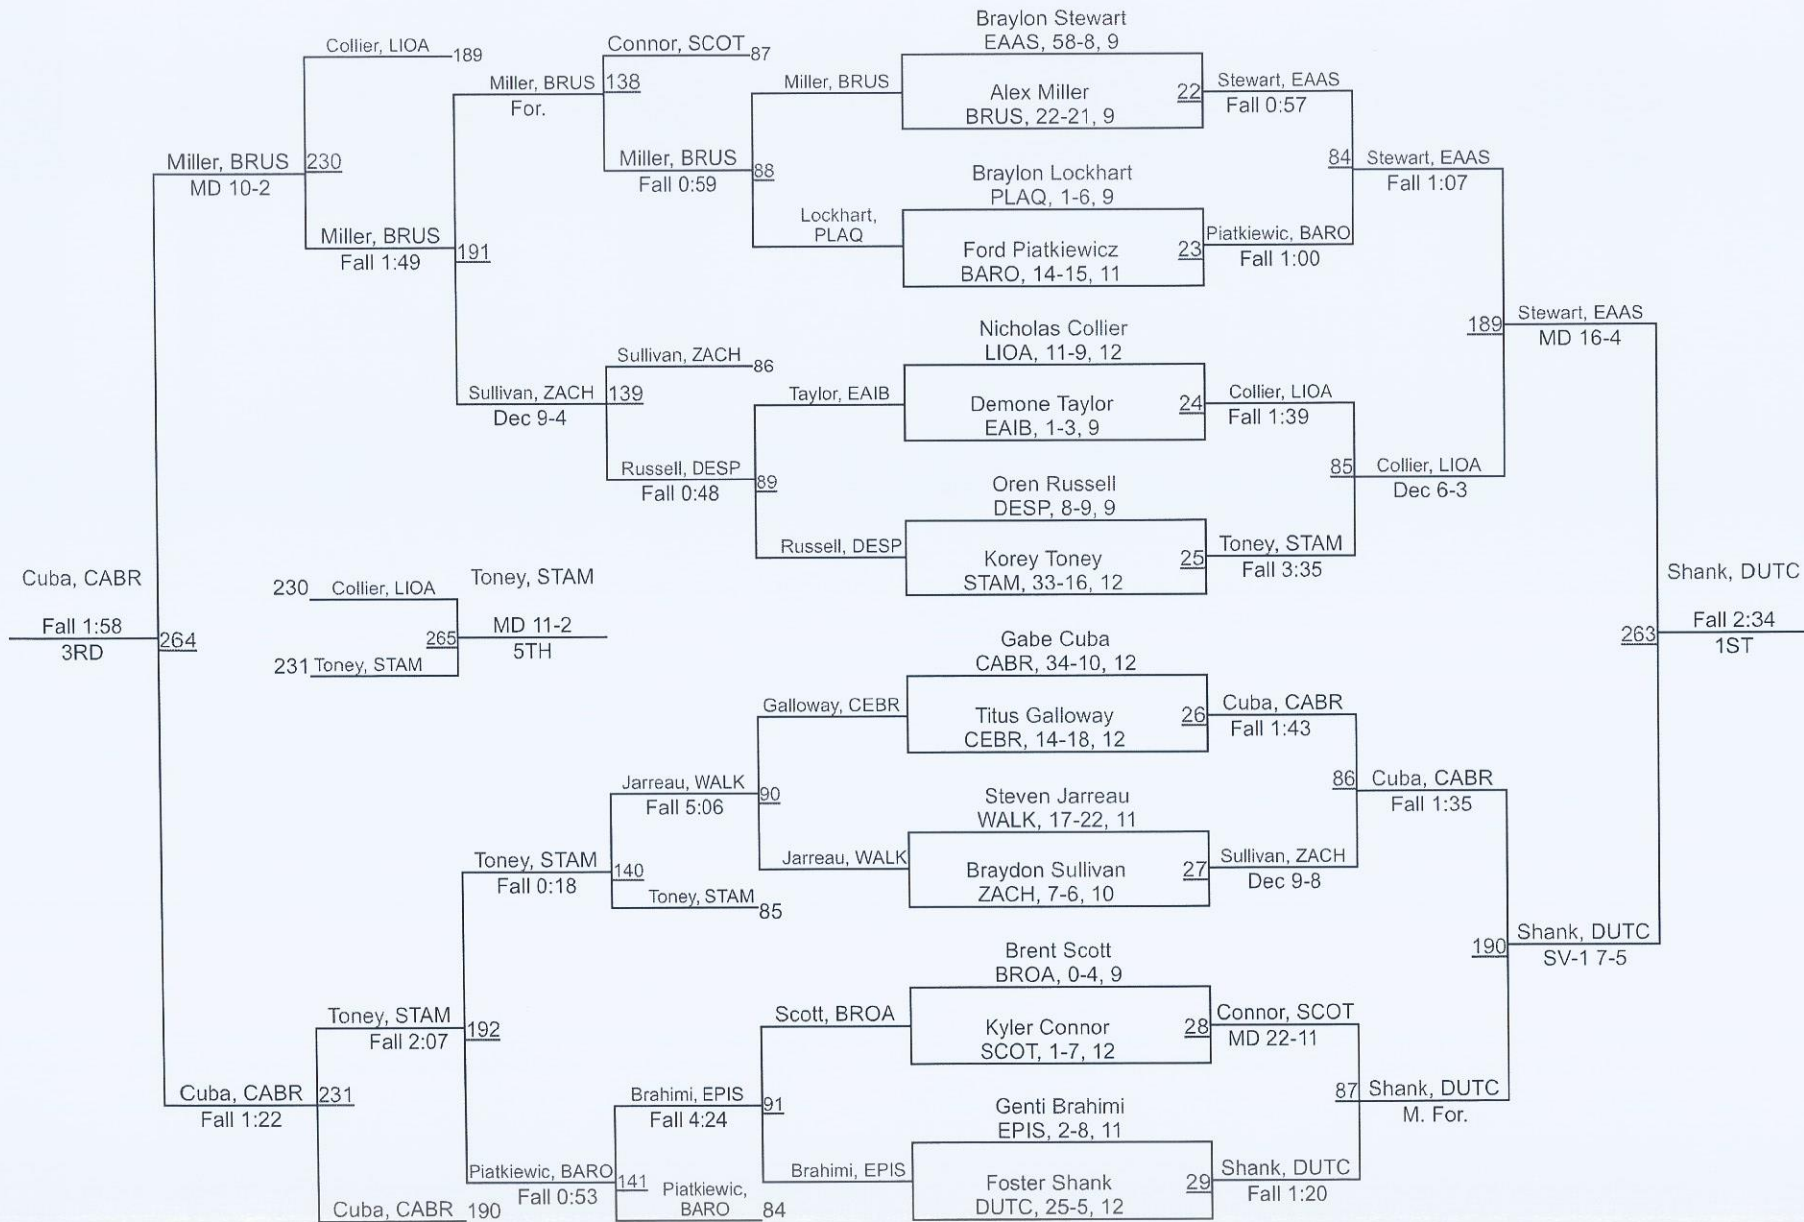 Braylon Stewart
EAAS, 58-8, 9
Collier, LIOA
189
Connor, SCOT
87
Miller, BRUS
138
For.
Miller, BRUS
Alex Miller
BRUS, 22-21, 9
22
Stewart, EAAS
Fall 0:57
Miller, BRUS
230
MD 10-2
Miller, BRUS
88
Fall 0:59
Braylon Lockhart
PLAQ, 1-6, 9
84
Stewart, EAAS
Fall 1:07
Miller, BRUS
191
Fall 1:49
Lockhart,
PLAQ
Ford Piatkiewicz
BARO, 14-15, 11
23
Piatkiewic, BARO
Fall 1:00
189
Stewart, EAAS
MD 16-4
Nicholas Collier
LIOA, 11-9, 12
Sullivan, ZACH
86
Sullivan, ZACH
139
Dec 9-4
Taylor, EAIB
Demone Taylor
EAIB, 1-3, 9
24
Collier, LIOA
Fall 1:39
Russell, DESP
89
Fall 0:48
Oren Russell
DESP, 8-9, 9
85
Collier, LIOA
Dec 6-3
Russell, DESP
Korey Toney
STAM, 33-16, 12
25
Toney, STAM
Fall 3:35
Cuba, CABR
Fall 1:58
3RD
264
230
Collier, LIOA
231
Toney, STAM
265
Toney, STAM
MD 11-2
5TH
263
Shank, DUTC
Fall 2:34
1ST
Gabe Cuba
CABR, 34-10, 12
Galloway, CEBR
Titus Galloway
CEBR, 14-18, 12
26
Cuba, CABR
Fall 1:43
Jarreau, WALK
90
Fall 5:06
Steven Jarreau
WALK, 17-22, 11
86
Cuba, CABR
Fall 1:35
Toney, STAM
140
Fall 0:18
Jarreau, WALK
Braydon Sullivan
ZACH, 7-6, 10
27
Sullivan, ZACH
Dec 9-8
Toney, STAM
85
190
Shank, DUTC
SV-1 7-5
Brent Scott
BROA, 0-4, 9
Toney, STAM
192
Fall 2:07
Scott, BROA
Kyler Connor
SCOT, 1-7, 12
28
Connor, SCOT
MD 22-11
Cuba, CABR
231
Fall 1:22
Brahimi, EPIS
91
Fall 4:24
Genti Brahimi
EPIS, 2-8, 11
87
Shank, DUTC
M. For.
Piatkiewic, BARO
141
Fall 0:53
Brahimi, EPIS
Foster Shank
DUTC, 25-5, 12
29
Shank, DUTC
Fall 1:20
Cuba, CABR
190
Piatkiewic,
BARO
84